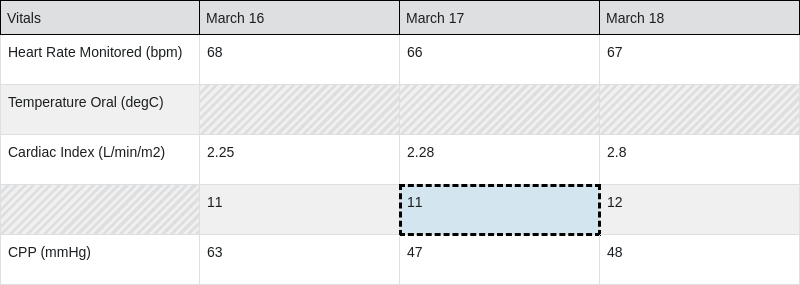 Vitals March 16 March 17 March 18
Heart Rate Monitored (bpm) 68 66 67
Temperature Oral (degC)
Cardiac Index (L/min/m2) 2.25 2.28 2.8
11 11 12
CPP (mmHg) 63 47 48